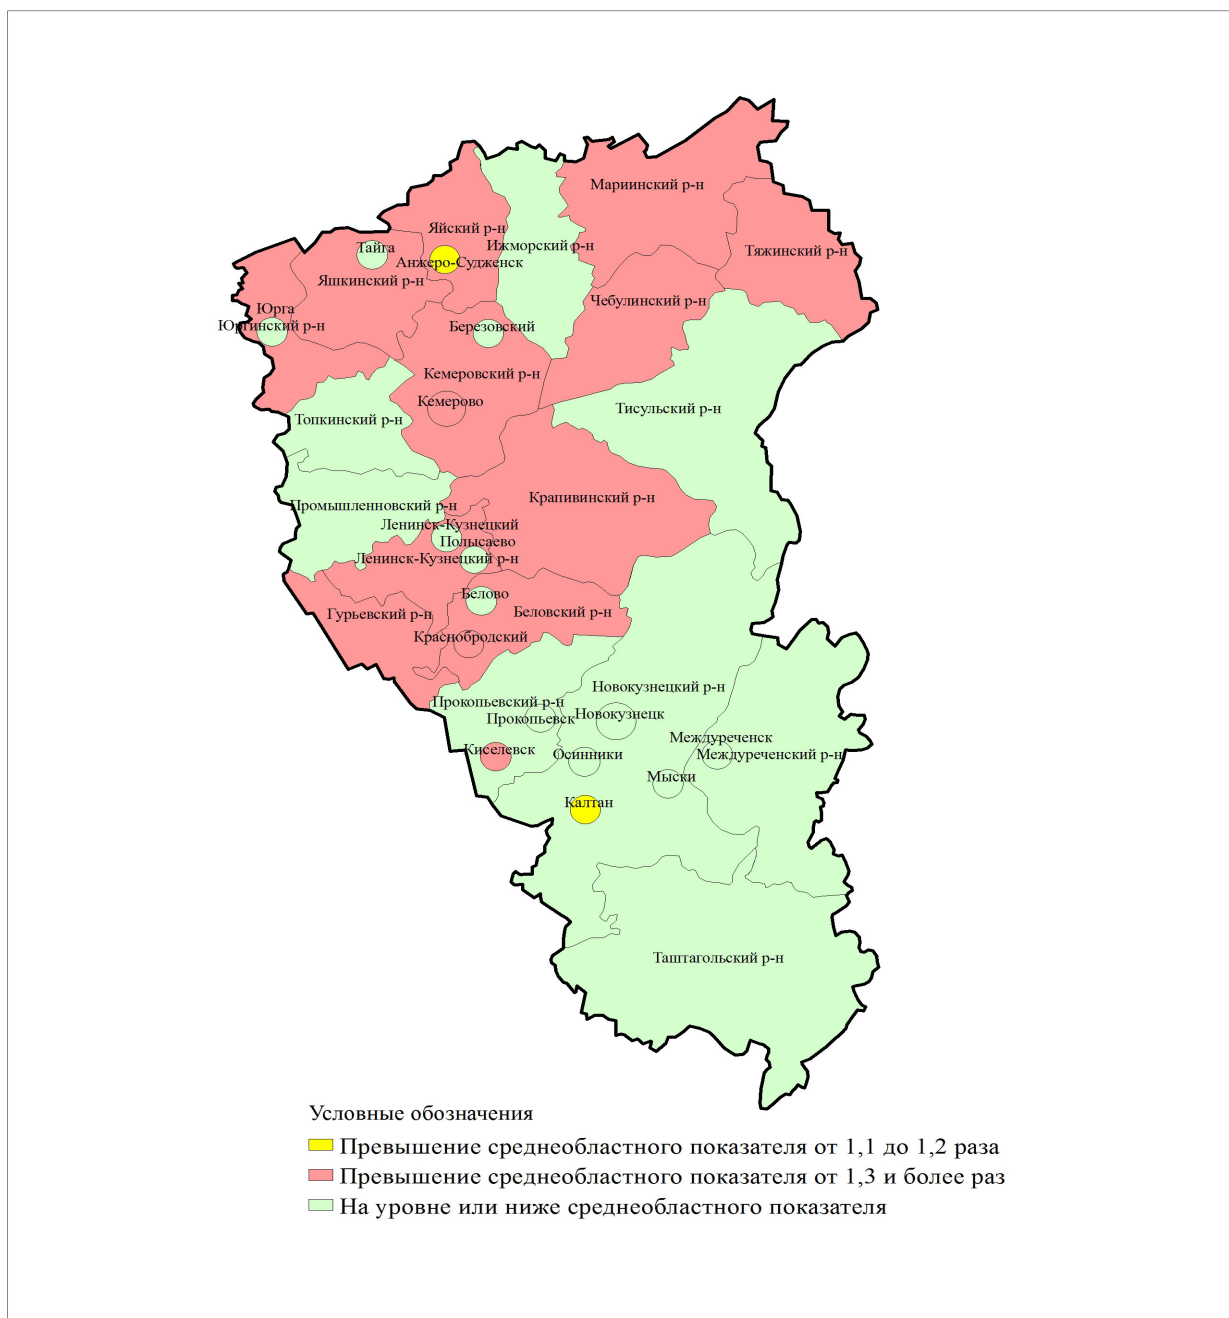 Мариинский р-н
Яйский р-н
Ижморский р-н
Тайга
Тяжинский р-н
Анжеро-Судженск
Яшкинский р-н
Чебулинский р-н
Юрга
Юргинский р-н
Березовский
Кемеровский р-н
Кемерово
Тисульский р-н
Топкинский р-н
Крапивинский р-н
Промышленновский р-н
Ленинск-Кузнецкий
Полысаево
Ленинск-Кузнецкий р-н
Белово
Гурьевский р-н
Беловский р-н
Краснобродский
Новокузнецкий р-н
Прокопьевский р-н
Прокопьевск
Новокузнецк
Междуреченск
Киселевск
Осинники
Междуреченский р-н
Мыски
Калтан
Таштагольский р-н
Условные обозначения
Превышение среднеобластного показателя от 1,1 до 1,2 раза
Превышение среднеобластного показателя от 1,3 и более раз
На уровне или ниже среднеобластного показателя